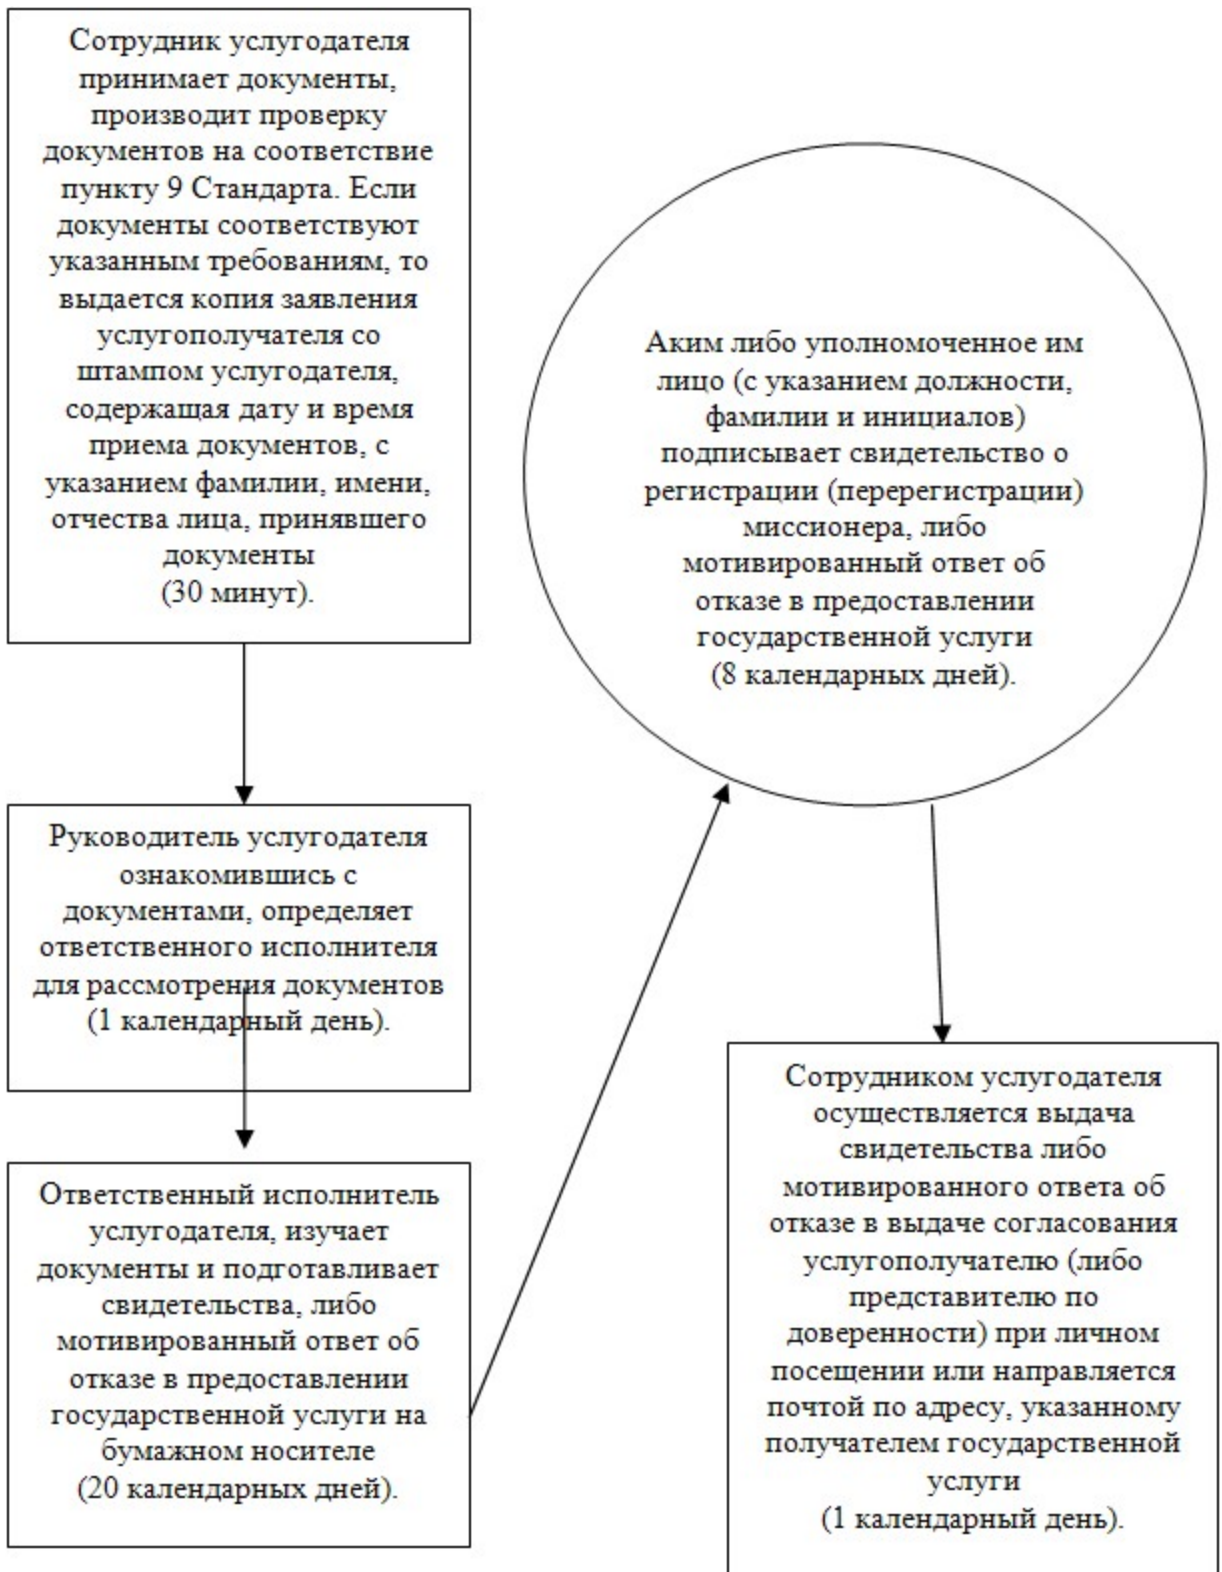 Сотрудник услугодателя
принимает документы,
производит проверку
документов на соответствие
пункту 9 Стандарта. Если
документы соответствуют
указанным требованиям, то
выдается копия заявления
услугополучателя со
штампом услугодателя,
содержащая дату и время
приема документов, с
указанием фамилии, имени,
отчества лица, принявшего
документы
(30 минут).
Руководитель услугодателя
ознакомившись с
документами, определяет
ответственного исполнителя
для рассмотрения документов
(1 календарный день).
Ответственный исполнитель
услугодателя, изучает
документы и подготавливает
свидетельства, либо
мотивированный ответ об
отказе в предоставлении
государственной услуги на
бумажном носителе
(20 календарных дней).
Аким либо уполномоченное им
лицо (с указанием должности,
фамилии и инициалов)
подписывает свидетельство о
регистрации (перерегистрации)
миссионера, либо
мотивированный ответ об
отказе в предоставлении
государственной услуги
(8 календарных дней).
Сотрудником услугодателя
осуществляется выдача
свидетельства либо
мотивированного ответа об
отказе в выдаче согласования
услугополучателю (либо
представителю по
доверенности) при личном
посещении или направляется
почтой по адресу, указанному
получателем государственной
услуги
(1 календарный день).